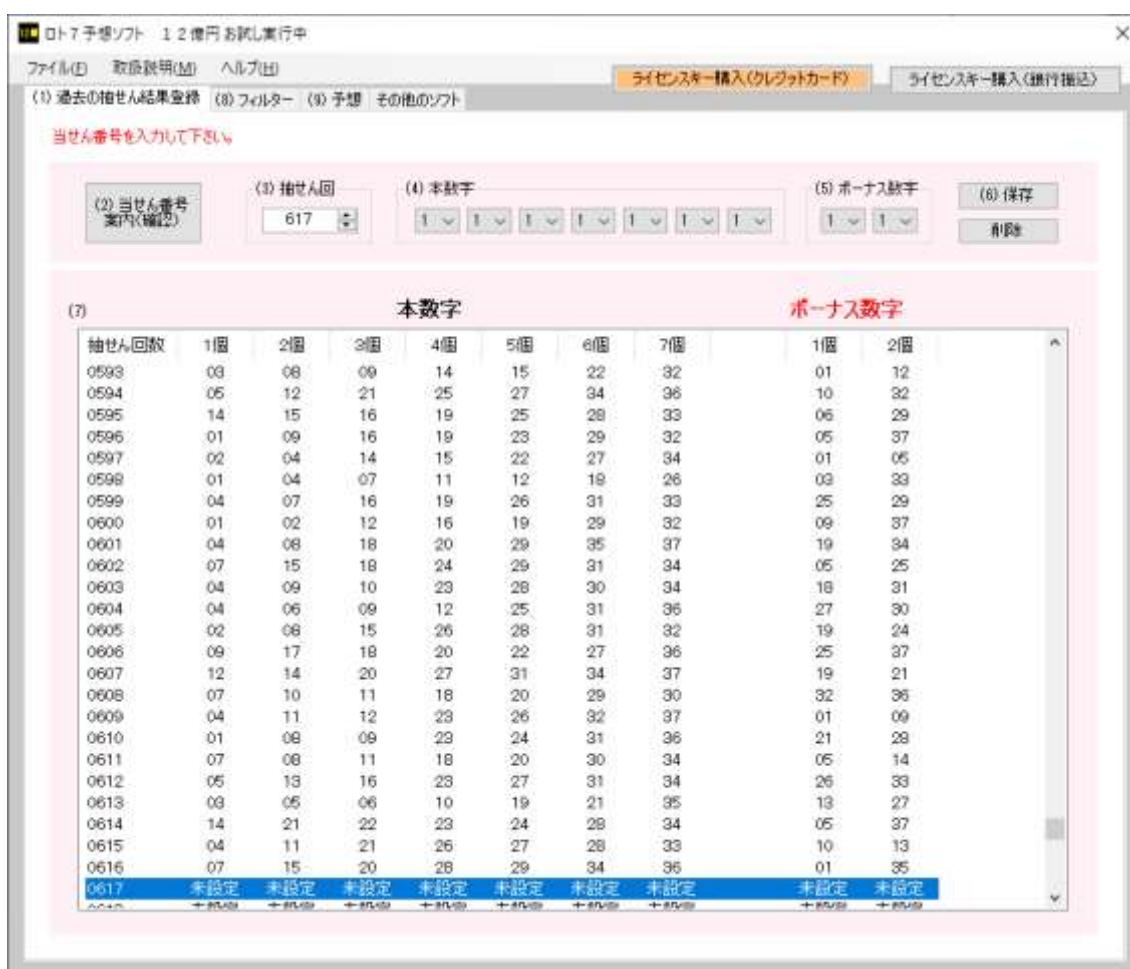 ロト7予想ソフト 12億円お試し実行中
ファイル(F) 取扱説明(M) ヘルプ(H)
ライセンスキー購入(クレジットカード) ライセンスキー購入(銀行振込)
(1) 過去の抽せん結果登録 (8) フィルター (9) 予想 その他のソフト
当せん番号を入力して下さい。
(2) 当せん番号案内(確認)
(3) 抽せん回 (4) 本数字 (5) ボーナス数字
617 1 1 1 1 1 1 1 1 1
(6) 保存
削除
(7) 本数字 ボーナス数字
抽せん回数 1個 2個 3個 4個 5個 6個 7個 1個 2個
0593 03 08 09 14 15 22 32 01 12
0594 05 12 21 25 27 34 36 10 32
0595 14 15 16 19 25 28 33 06 29
0596 01 09 16 19 23 29 32 05 37
0597 02 04 14 15 22 27 34 01 05
0598 01 04 07 11 12 18 26 03 33
0599 04 07 16 19 26 31 33 25 29
0600 01 02 12 16 19 29 32 09 37
0601 04 08 18 20 29 35 37 19 34
0602 07 15 18 24 29 31 34 05 25
0603 04 09 10 23 28 30 34 18 31
0604 04 06 09 12 25 31 36 27 30
0605 02 08 15 26 28 31 32 19 24
0606 09 17 18 20 22 27 36 25 37
0607 12 14 20 27 31 34 37 19 21
0608 07 10 11 18 20 29 30 32 36
0609 04 11 12 23 26 32 37 01 09
0610 01 08 09 23 24 31 36 21 28
0611 07 08 11 18 20 30 34 05 14
0612 05 13 16 23 27 31 34 26 33
0613 03 05 06 10 19 21 35 13 27
0614 14 21 22 23 24 28 34 05 37
0615 04 11 21 26 27 28 33 10 13
0616 07 15 20 28 29 34 36 01 35
0617 未設定 未設定 未設定 未設定 未設定 未設定 未設定 未設定 未設定